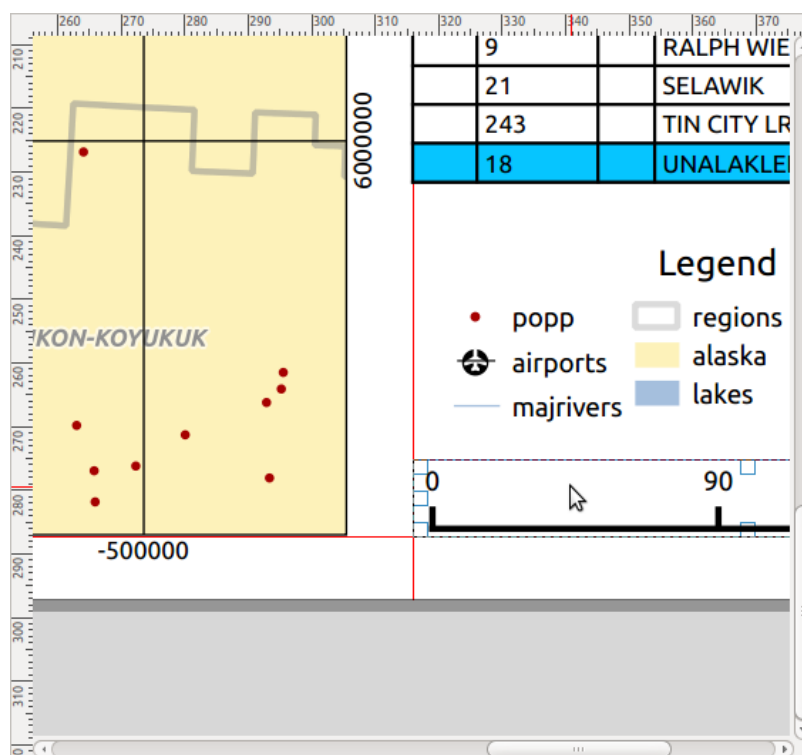 260 270 280 290 300 310 320 330 340 350 360 370
210
220
230
240
250
260
270
280
290
300
310
9 RALPH WIE
21 SELAWIK
243 TIN CITY LR
18 UNALAKLE
6000000
IKON-KOYUKUK
-500000
Legend
popp
airports
majrivers
regions
alaska
lakes
0 90